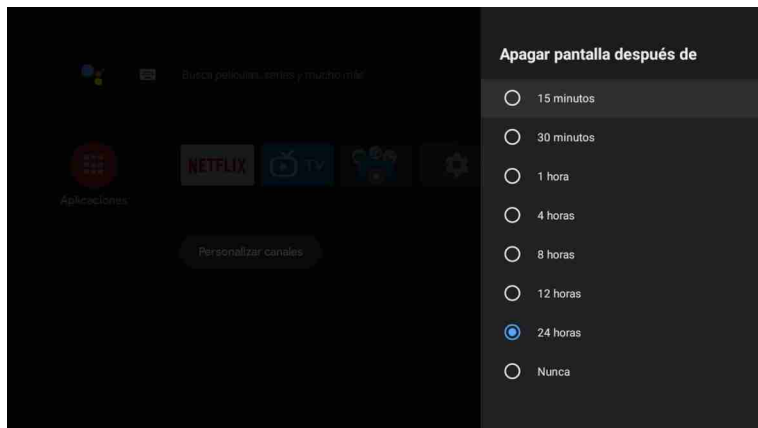 Apagar pantalla después de
15 minutos
30 minutos
1 hora
4 horas
8 horas
12 horas
24 horas
Nunca
Busca películas, series y mucho más
NETFLIX
TV
Aplicaciones
Personalizar canales